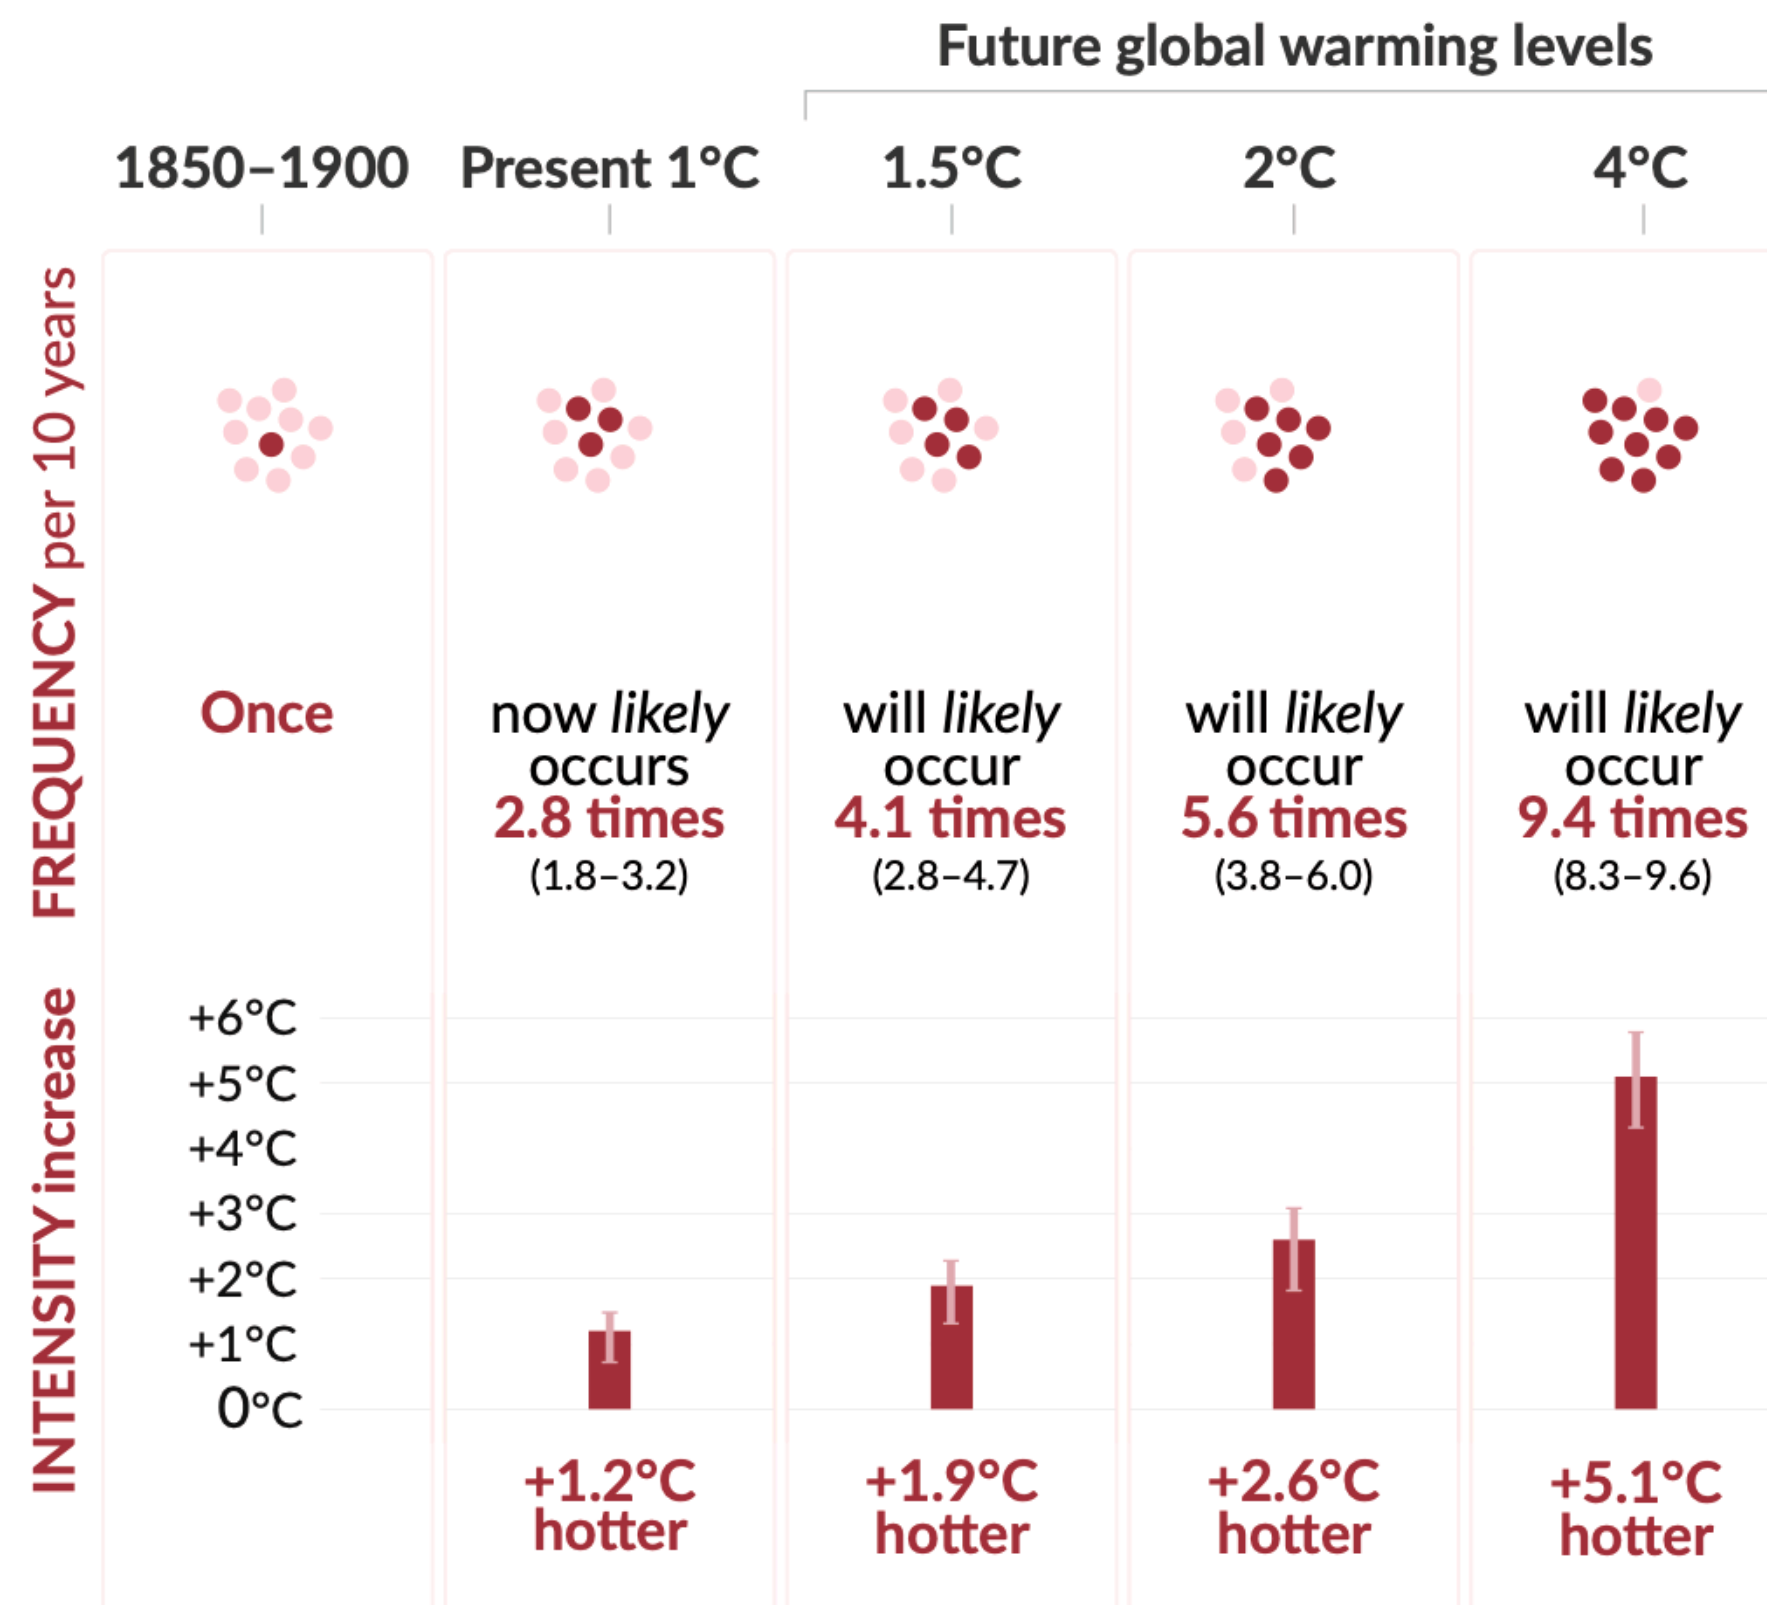 Future global warming levels
1850–1900
Present 1°C
1.5°C
2°C
4°C
FREQUENCY per 10 years
Once
now likely
occurs
2.8 times
(1.8–3.2)
will likely
occur
4.1 times
(2.8–4.7)
will likely
occur
5.6 times
(3.8–6.0)
will likely
occur
9.4 times
(8.3–9.6)
INTENSITY increase
+6°C
+5°C
+4°C
+3°C
+2°C
+1°C
0°C
+1.2°C
hotter
+1.9°C
hotter
+2.6°C
hotter
+5.1°C
hotter